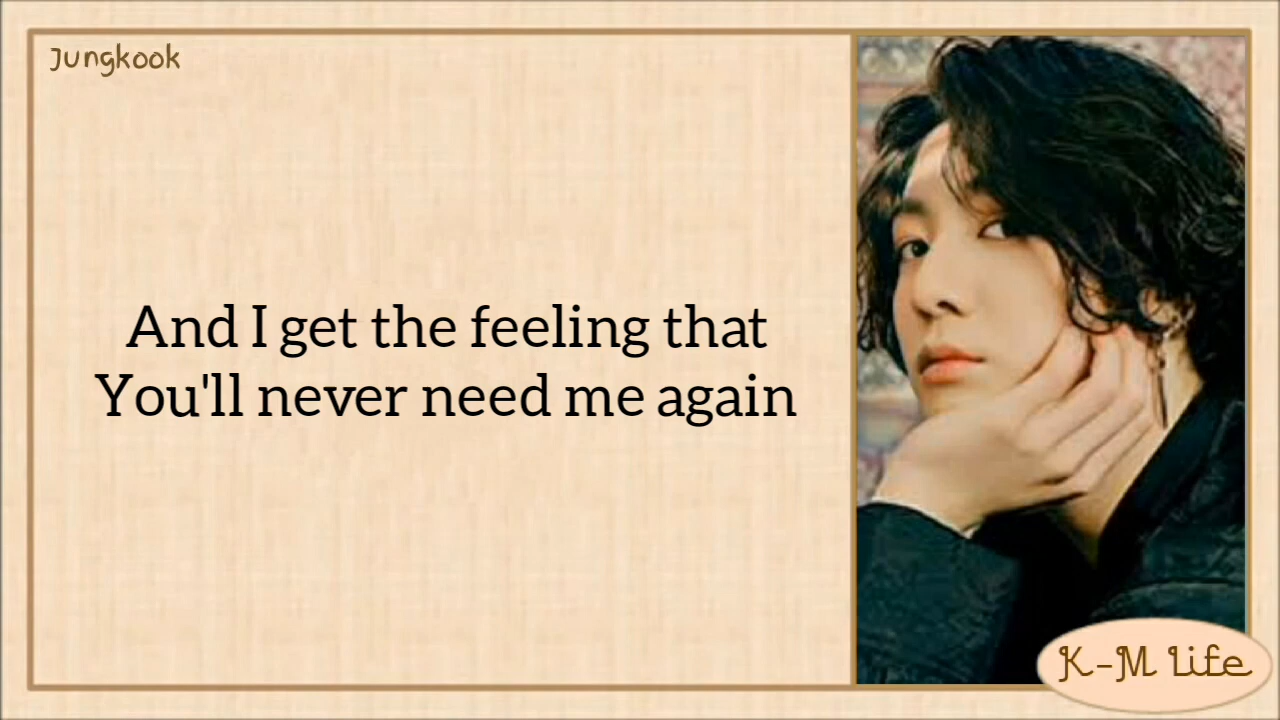 Jungkook
And I get the feeling that
You'll never need me again
K-M Life